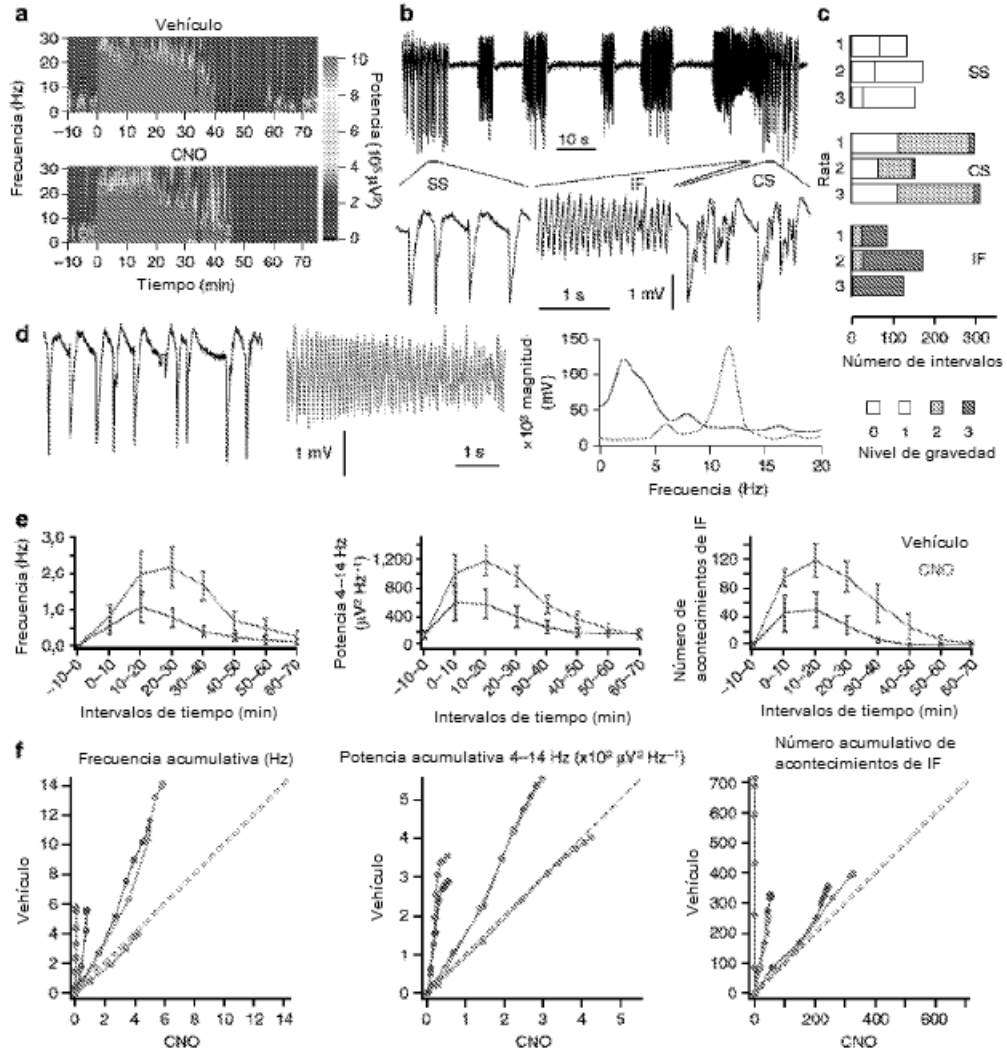 a
Vehículo
Frecuencia (Hz)
30
20
10
0
−10 0 10 20 30 40 50 60 70
CNO
30
20
10
0
−10 0 10 20 30 40 50 60 70
Tiempo (min)
10
8
6
4
2
0
Potencia (10⁵ µV²)
b
10 s
SS IF CS
1 s
1 mV
c
Rata
1
2
3
SS
1
2
3
CS
1
2
3
IF
0 100 200 300
Número de intervalos
0 1 2 3
Nivel de gravedad
d
1 mV
1 s
×10³ magnitud
(mV)
150
100
50
0
0 5 10 15 20
Frecuencia (Hz)
e
Frecuencia (Hz)
3,0
1,0
0,0
−10–0 0–10 10–20 20–30 30–40 40–50 50–60 60–70
Intervalos de tiempo (min)
Potencia 4–14 Hz
(µV² Hz⁻¹)
1,200
800
400
0
−10–0 0–10 10–20 20–30 30–40 40–50 50–60 60–70
Intervalos de tiempo (min)
Número de
acontecimientos de IF
120
80
40
0
−10–0 0–10 10–20 20–30 30–40 40–50 50–60 60–70
Intervalos de tiempo (min)
Vehículo
CNO
f
Frecuencia acumulativa (Hz)
Vehículo
14
12
10
8
6
4
2
0
0 2 4 6 8 10 12 14
CNO
Potencia acumulativa 4–14 Hz (x10³ µV² Hz⁻¹)
Vehículo
5
4
3
2
1
0
0 1 2 3 4 5
CNO
Número acumulativo de
acontecimientos de IF
Vehículo
700
600
500
400
300
200
100
0
0 200 400 600
CNO